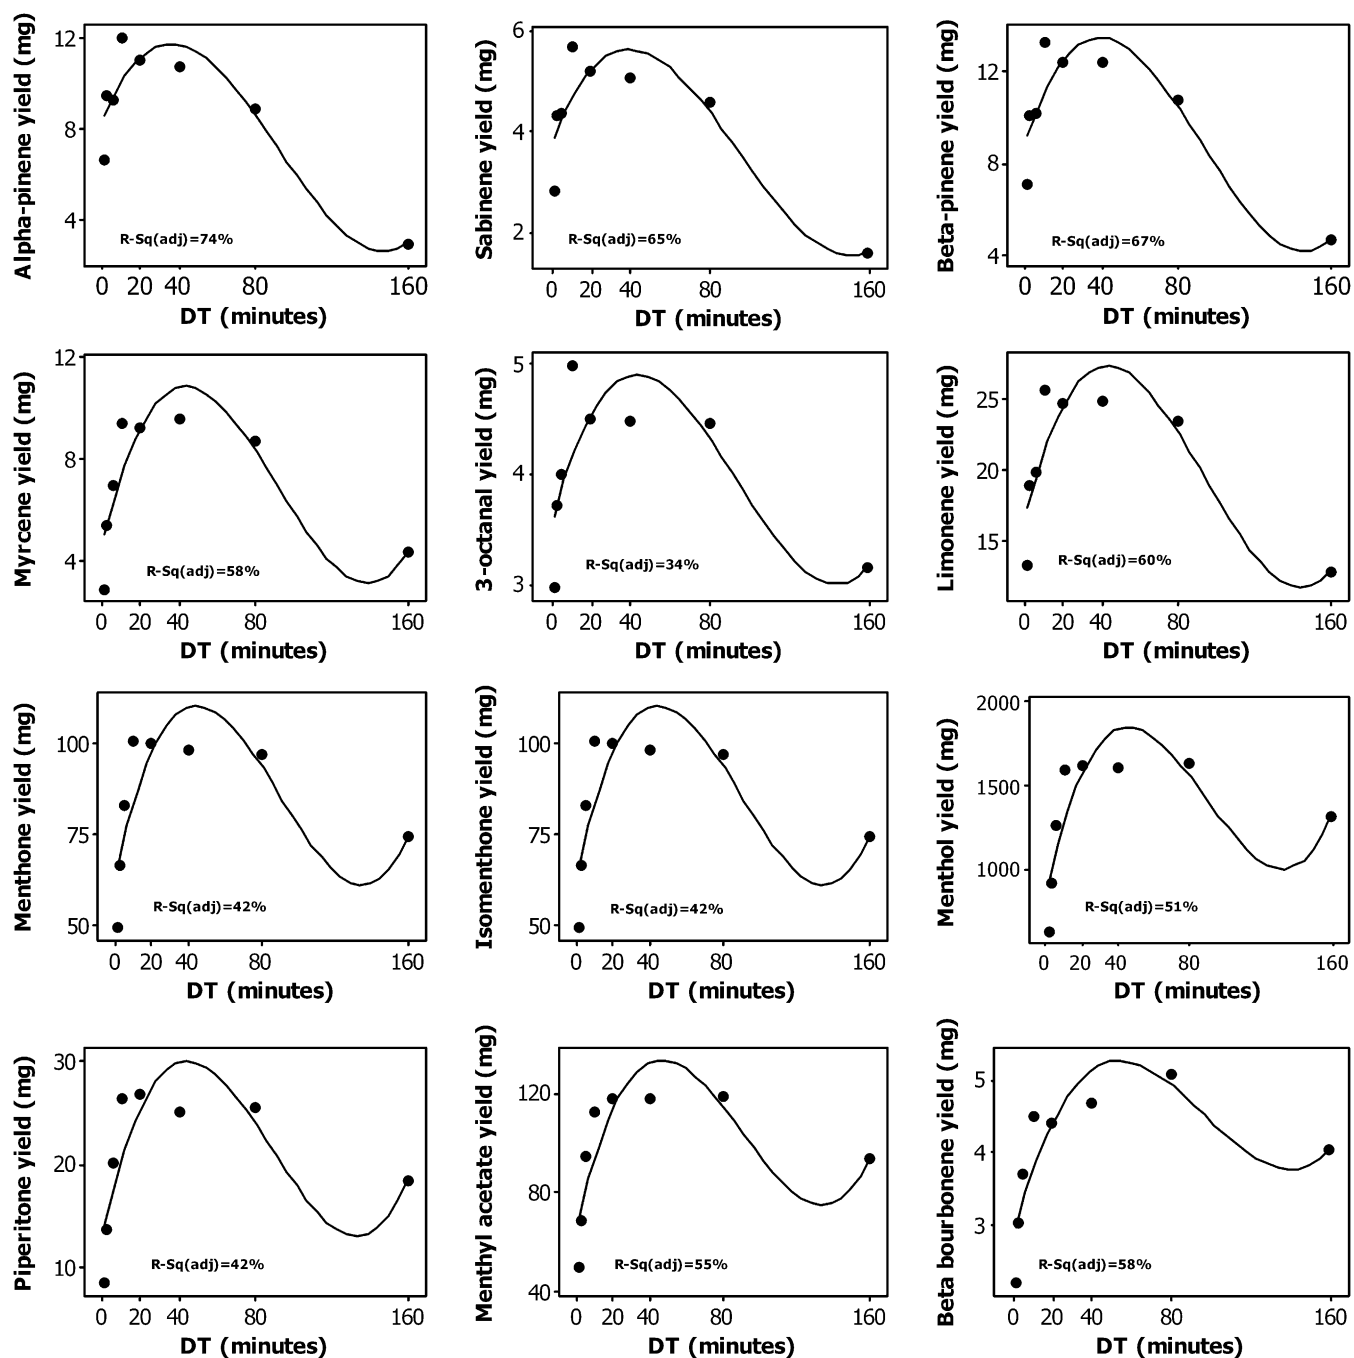 Alpha-pinene yield (mg)
12
8
4
R-Sq(adj)=74%
0 20 40 80 160
DT (minutes)
Sabinene yield (mg)
6
4
2
R-Sq(adj)=65%
0 20 40 80 160
DT (minutes)
Beta-pinene yield (mg)
12
8
4
R-Sq(adj)=67%
0 20 40 80 160
DT (minutes)
Myrcene yield (mg)
12
8
4
R-Sq(adj)=58%
0 20 40 80 160
DT (minutes)
3-octanal yield (mg)
5
4
3
R-Sq(adj)=34%
0 20 40 80 160
DT (minutes)
Limonene yield (mg)
25
20
15
R-Sq(adj)=60%
0 20 40 80 160
DT (minutes)
Menthone yield (mg)
100
75
50
R-Sq(adj)=42%
0 20 40 80 160
DT (minutes)
Isomenthone yield (mg)
100
75
50
R-Sq(adj)=42%
0 20 40 80 160
DT (minutes)
Menthol yield (mg)
2000
1500
1000
R-Sq(adj)=51%
0 20 40 80 160
DT (minutes)
Piperitone yield (mg)
30
20
10
R-Sq(adj)=42%
0 20 40 80 160
DT (minutes)
Menthyl acetate yield (mg)
120
80
40
R-Sq(adj)=55%
0 20 40 80 160
DT (minutes)
Beta bourbonene yield (mg)
5
4
3
R-Sq(adj)=58%
0 20 40 80 160
DT (minutes)